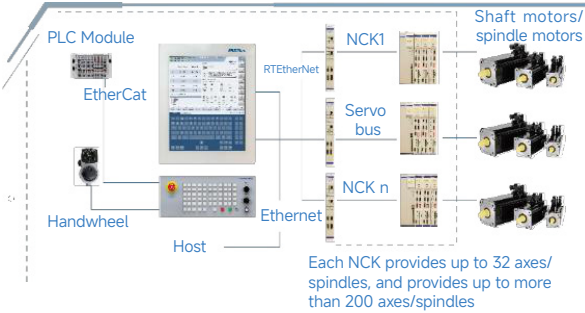 Shaft motors/
spindle motors
PLC Module
NCK1
RTEtherNet
EtherCat
Servo
bus
NCK n
Ethernet
Handwheel
Host
Each NCK provides up to 32 axes/
spindles, and provides up to more
than 200 axes/spindles